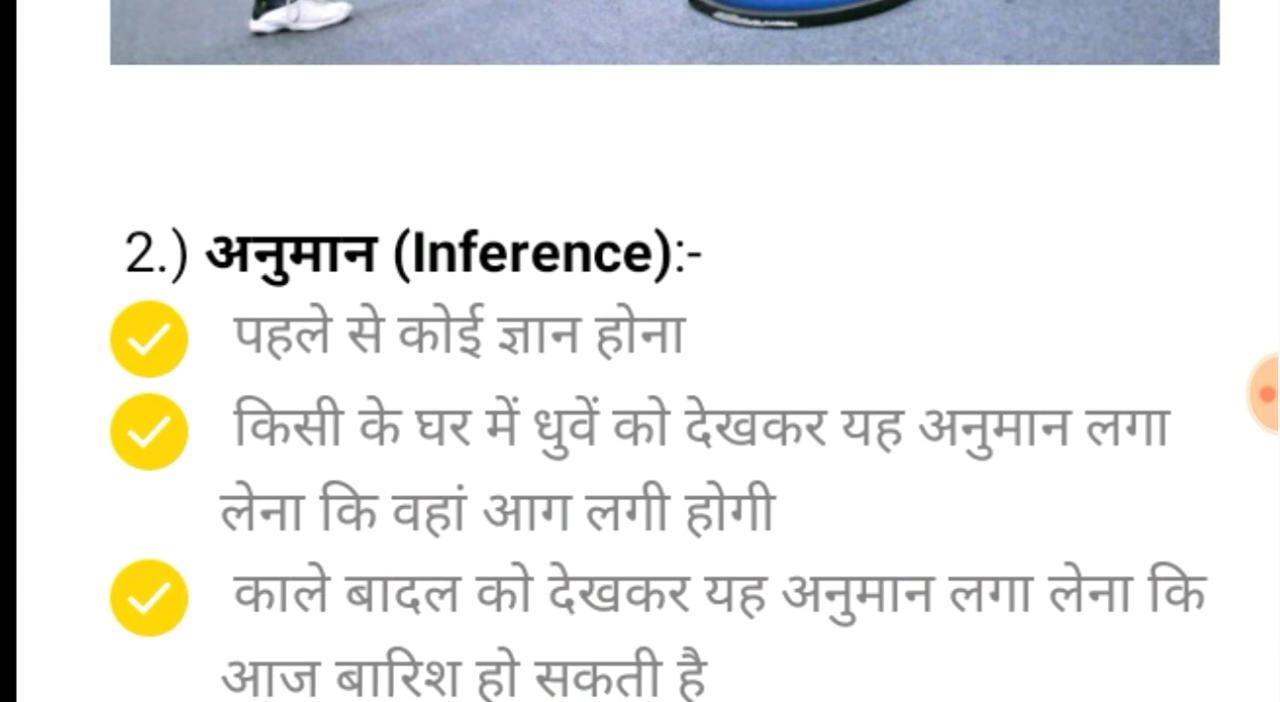 2.) अनुमान (Inference):-
पहले से कोई ज्ञान होना
किसी के घर में धुवें को देखकर यह अनुमान लगा
लेना कि वहां आग लगी होगी
काले बादल को देखकर यह अनुमान लगा लेना कि
आज बारिश हो सकती है